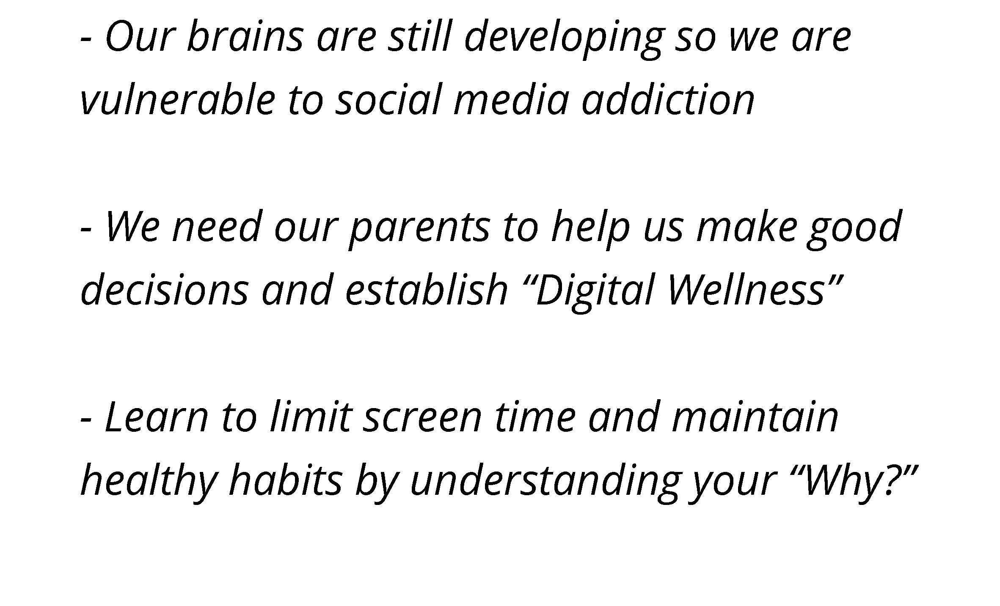 - Our brains are still developing so we are
vulnerable to social media addiction
- We need our parents to help us make good
decisions and establish “Digital Wellness”
- Learn to limit screen time and maintain
healthy habits by understanding your “Why?”